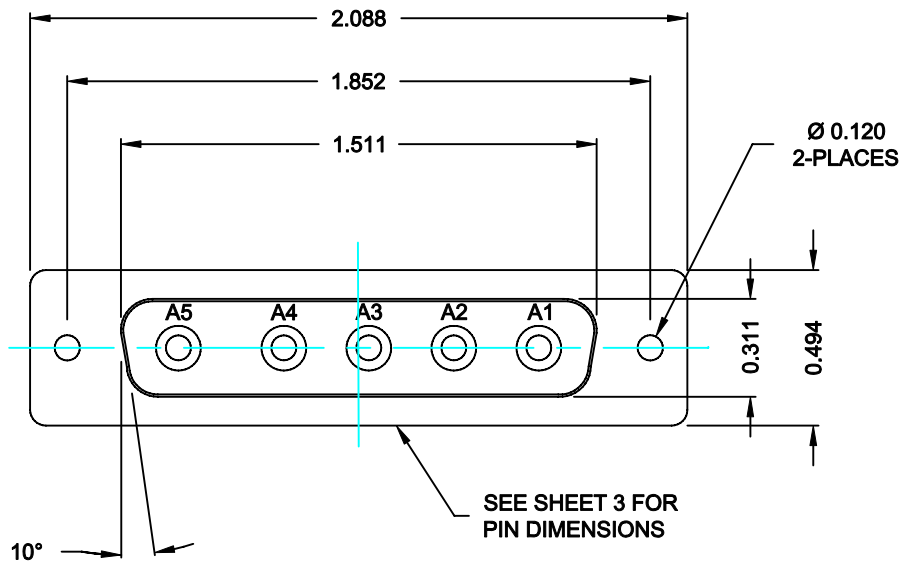 2.088
1.852
1.511
Ø 0.120
2-PLACES
A5 A4 A3 A2 A1
0.311
0.494
SEE SHEET 3 FOR
PIN DIMENSIONS
10°